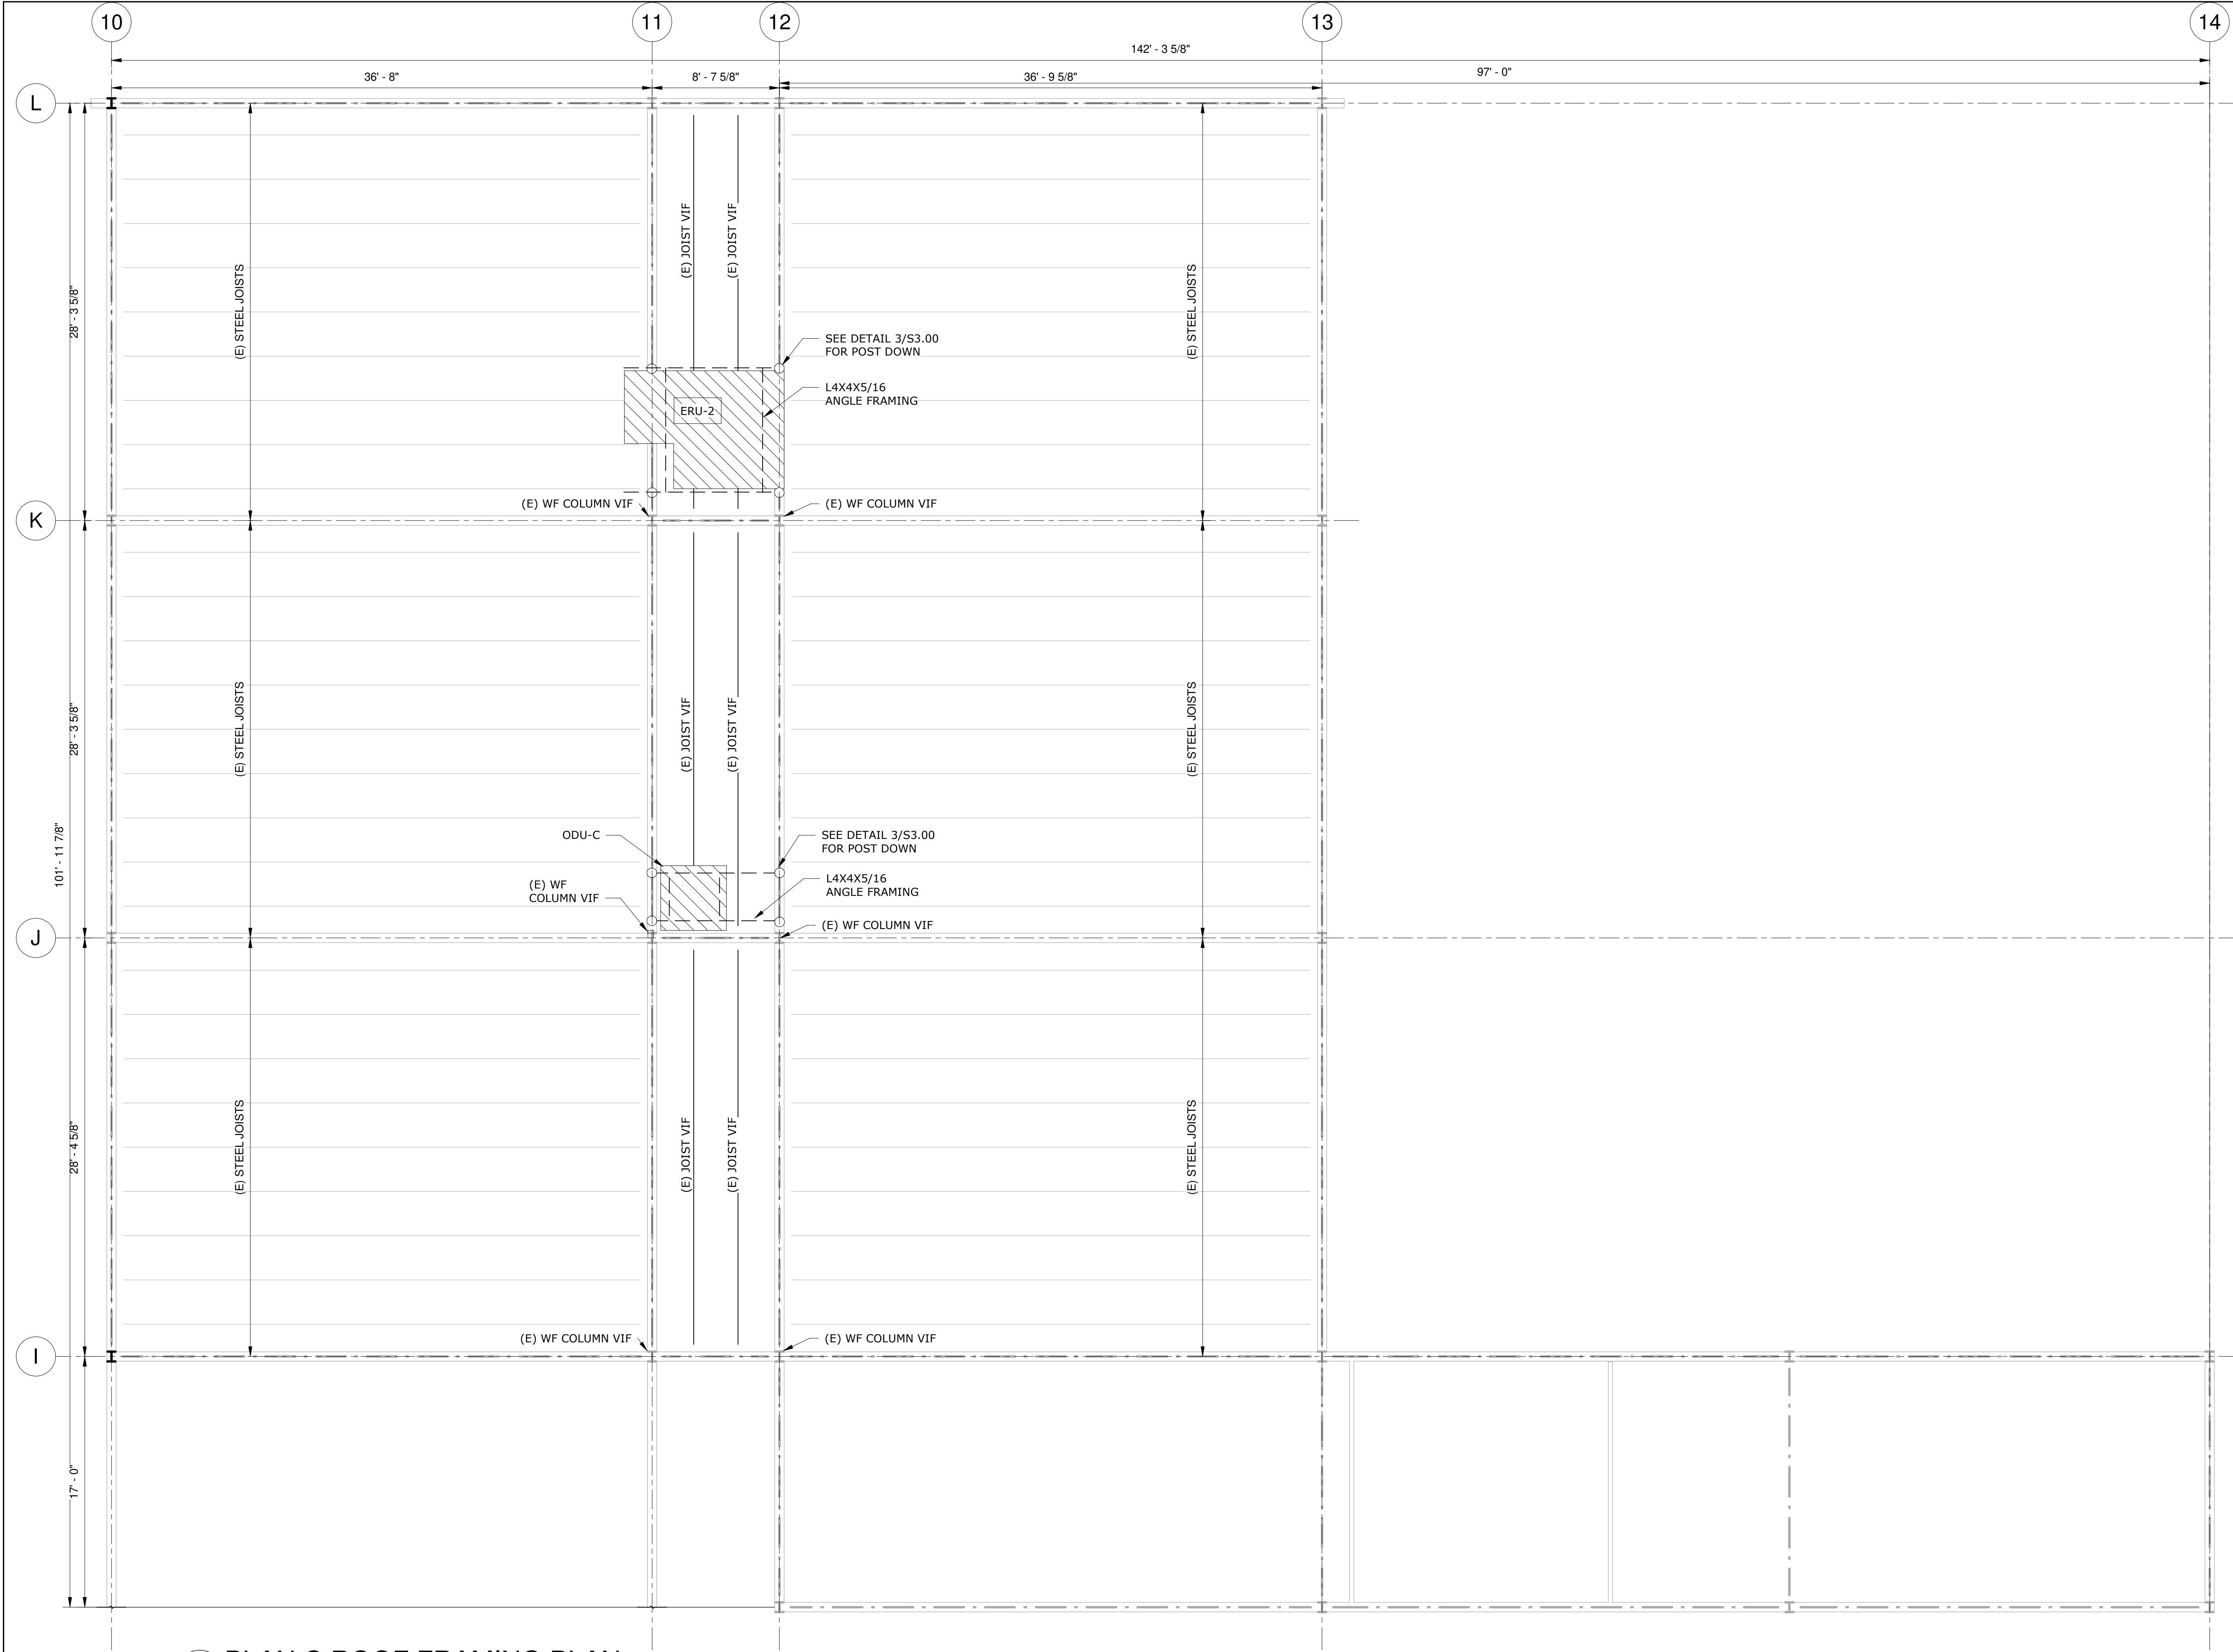 10
11
12
13
14
142' - 3 5/8"
36' - 8"
8' - 7 5/8"
36' - 9 5/8"
97' - 0"
L
28' - 3 5/8"
(E) STEEL JOISTS
(E) JOIST VIF
(E) JOIST VIF
(E) STEEL JOISTS
SEE DETAIL 3/S3.00
FOR POST DOWN
L4X4X5/16
ANGLE FRAMING
ERU-2
(E) WF COLUMN VIF
(E) WF COLUMN VIF
K
28' - 3 5/8"
(E) STEEL JOISTS
(E) JOIST VIF
(E) JOIST VIF
(E) STEEL JOISTS
101' - 11 7/8"
ODU-C
SEE DETAIL 3/S3.00
FOR POST DOWN
(E) WF
COLUMN VIF
L4X4X5/16
ANGLE FRAMING
(E) WF COLUMN VIF
J
28' - 4 5/8"
(E) STEEL JOISTS
(E) JOIST VIF
(E) JOIST VIF
(E) STEEL JOISTS
(E) WF COLUMN VIF
(E) WF COLUMN VIF
I
17' - 0"